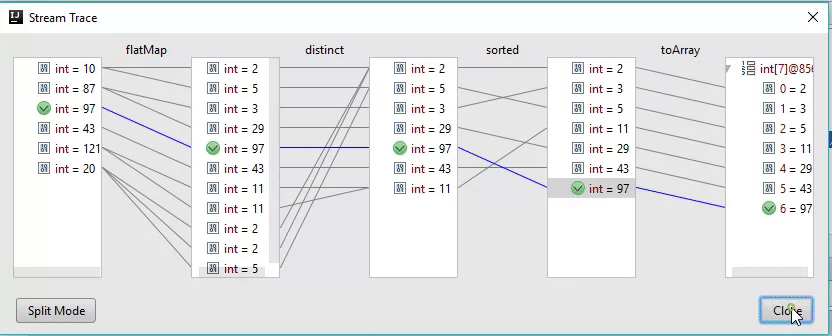 Stream Trace
flatMap
distinct
sorted
toArray
int = 10
int = 87
int = 97
int = 43
int = 121
int = 20
int = 2
int = 5
int = 3
int = 29
int = 97
int = 43
int = 11
int = 11
int = 2
int = 2
int = 5
int = 2
int = 5
int = 3
int = 29
int = 97
int = 43
int = 11
int = 2
int = 3
int = 5
int = 11
int = 29
int = 43
int = 97
int[7]@856
0 = 2
1 = 3
2 = 5
3 = 11
4 = 29
5 = 43
6 = 97
Split Mode
Close